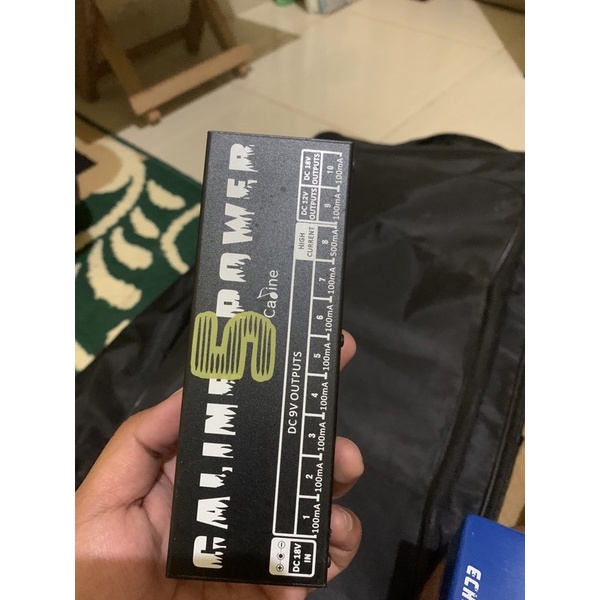 CALINE POWER
5
Caline
DC 9V OUTPUTS
HIGH CURRENT
DC 12V OUTPUTS
DC 18V OUTPUTS
1 2 3 4 5 6 7 8 9 10
100mA 100mA 100mA 100mA 100mA 100mA 100mA 500mA 100mA 100mA
DC 18V
IN